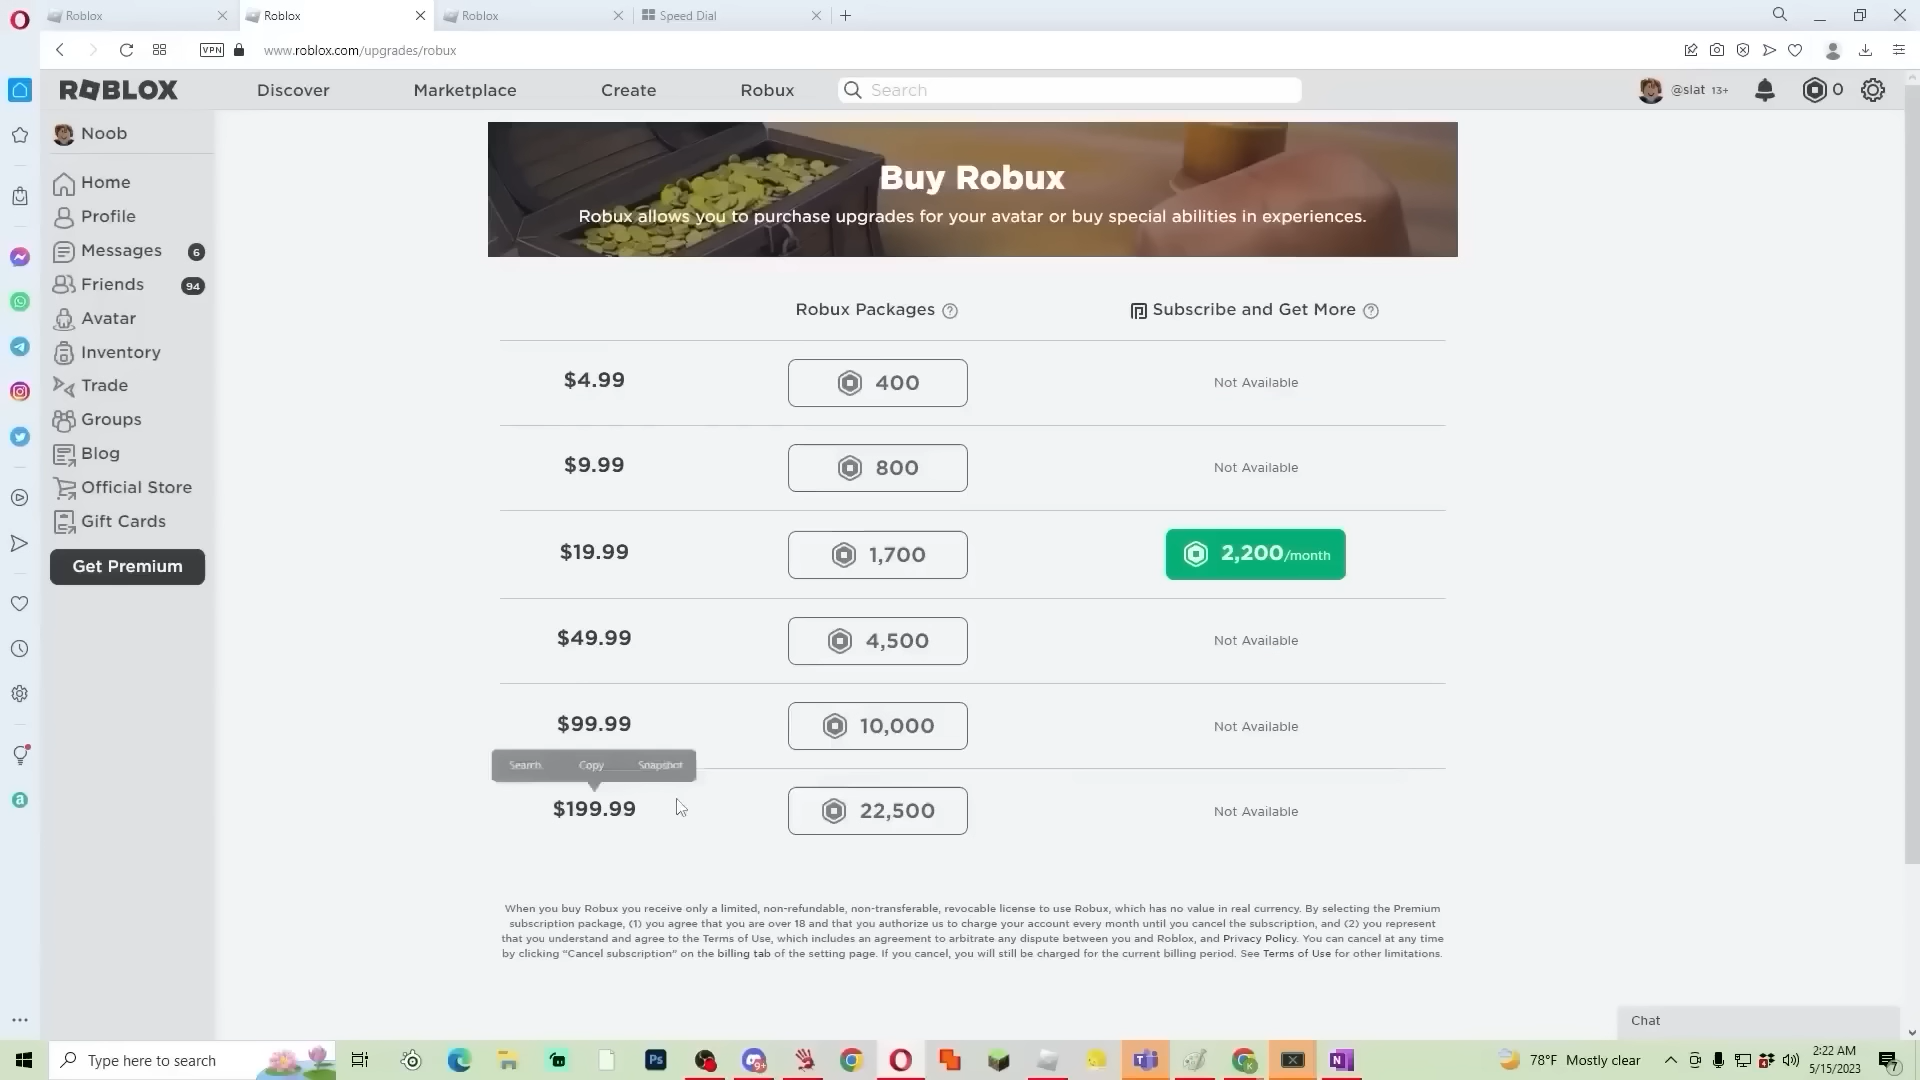 Roblox
Roblox
Roblox
Speed Dial
VPN
www.roblox.com/upgrades/robux
ROBLOX
Discover
Marketplace
Create
Robux
Search
@slat 13+
0
Noob
Home
Profile
Messages
6
Friends
94
Avatar
Inventory
Trade
Groups
Blog
Official Store
Gift Cards
Get Premium
Buy Robux
Robux allows you to purchase upgrades for your avatar or buy special abilities in experiences.
Robux Packages
Subscribe and Get More
$4.99
400
Not Available
$9.99
800
Not Available
$19.99
1,700
2,200/month
$49.99
4,500
Not Available
$99.99
10,000
Not Available
Search
Copy
Snapshot
$199.99
22,500
Not Available
When you buy Robux you receive only a limited, non-refundable, non-transferable, revocable license to use Robux, which has no value in real currency. By selecting the Premium
subscription package, (1) you agree that you are over 18 and that you authorize us to charge your account every month until you cancel the subscription, and (2) you represent
that you understand and agree to the Terms of Use, which includes an agreement to arbitrate any dispute between you and Roblox, and Privacy Policy. You can cancel at any time
by clicking “Cancel subscription” on the billing tab of the setting page. If you cancel, you will still be charged for the current billing period. See Terms of Use for other limitations.
Chat
Type here to search
Ps
9+
78°F Mostly clear
2:22 AM
5/15/2023
7